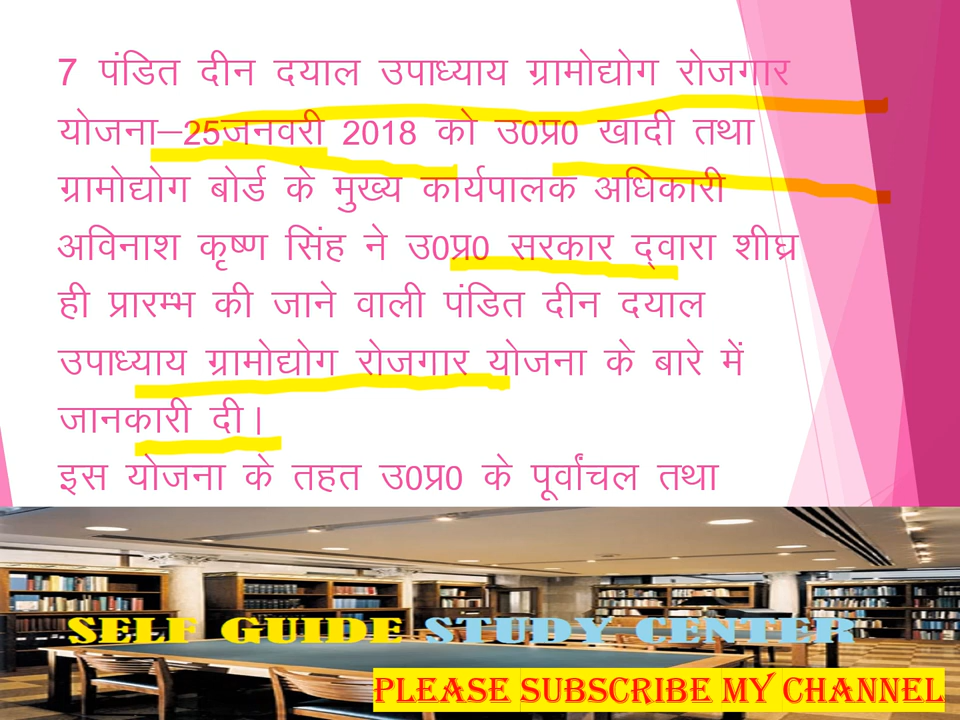 7 पंडित दीन दयाल उपाध्याय ग्रामोद्योग रोजगार
योजना–25जनवरी 2018 को उ0प्र0 खादी तथा
ग्रामोद्योग बोर्ड के मुख्य कार्यपालक अधिकारी
अविनाश कृष्ण सिंह ने उ0प्र0 सरकार द्वारा शीघ्र
ही प्रारम्भ की जाने वाली पंडित दीन दयाल
उपाध्याय ग्रामोद्योग रोजगार योजना के बारे में
जानकारी दी।
इस योजना के तहत उ0प्र0 के पूर्वांचल तथा
SELF GUIDE STUDY CENTER
PLEASE SUBSCRIBE MY CHANNEL